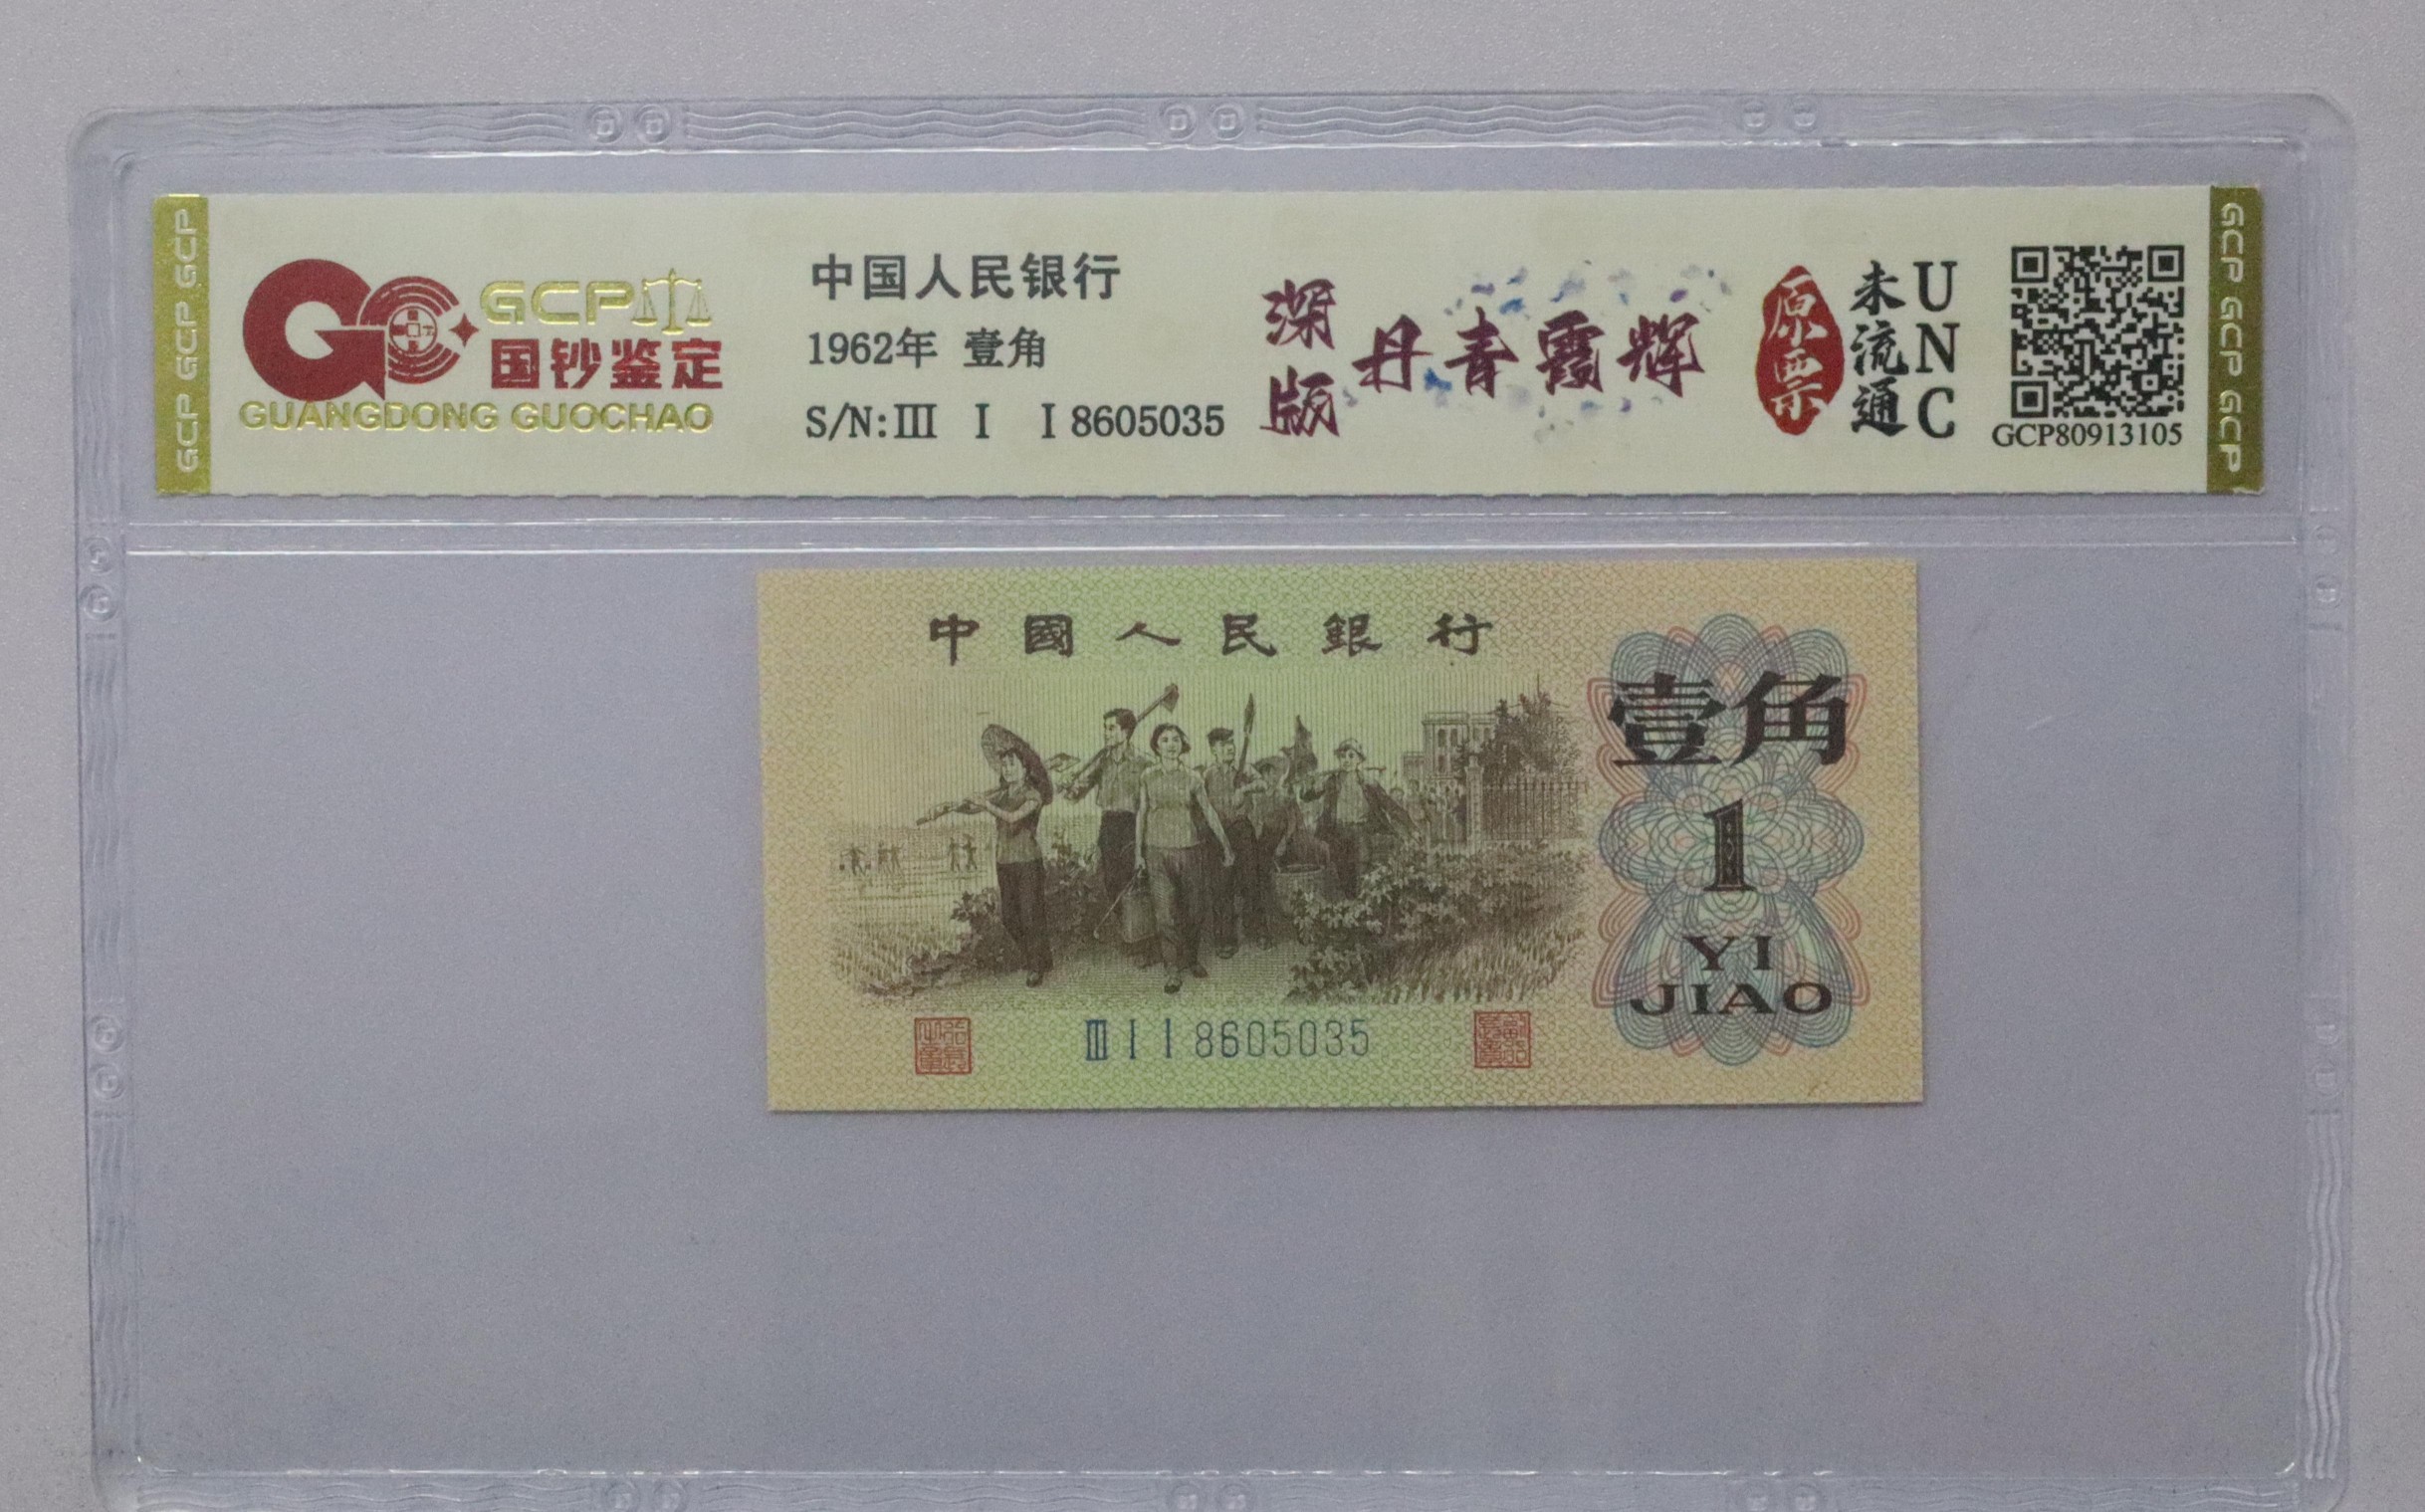 GCP GCP GCP
GCP
国钞鉴定
GUANGDONG GUOCHAO
中国人民银行
1962年 壹角
S/N:III I I 8605035
深版
丹青霞辉
原票
未流通
UNC
GCP80913105
GCP GCP GCP
中國人民銀行
壹角
1
YI
JIAO
III I I 8605035